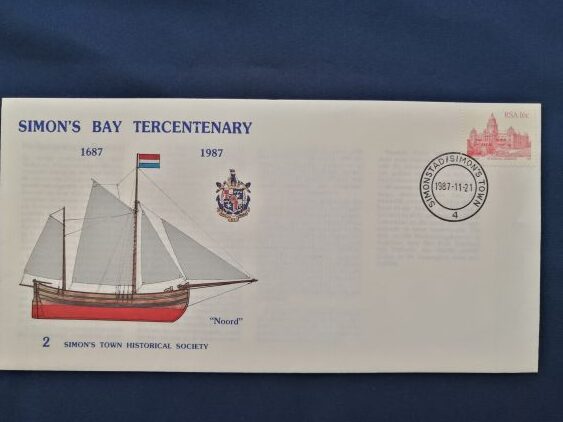 SIMON'S BAY TERCENTENARY
1687 1987
RSA 16c
SIMONSTAD/SIMON'S TOWN
1987-11-21
4
"Noord"
2 SIMON'S TOWN HISTORICAL SOCIETY